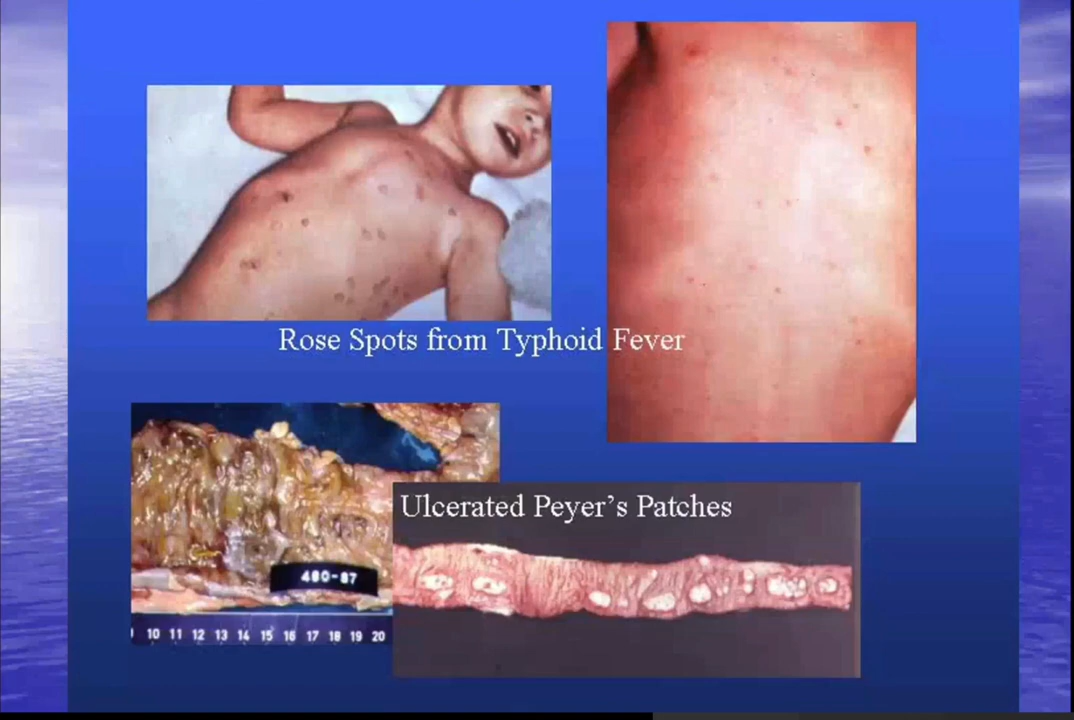 Rose Spots from Typhoid Fever
Ulcerated Peyer's Patches
480-87
10 11 12 13 14 15 16 17 18 19 20